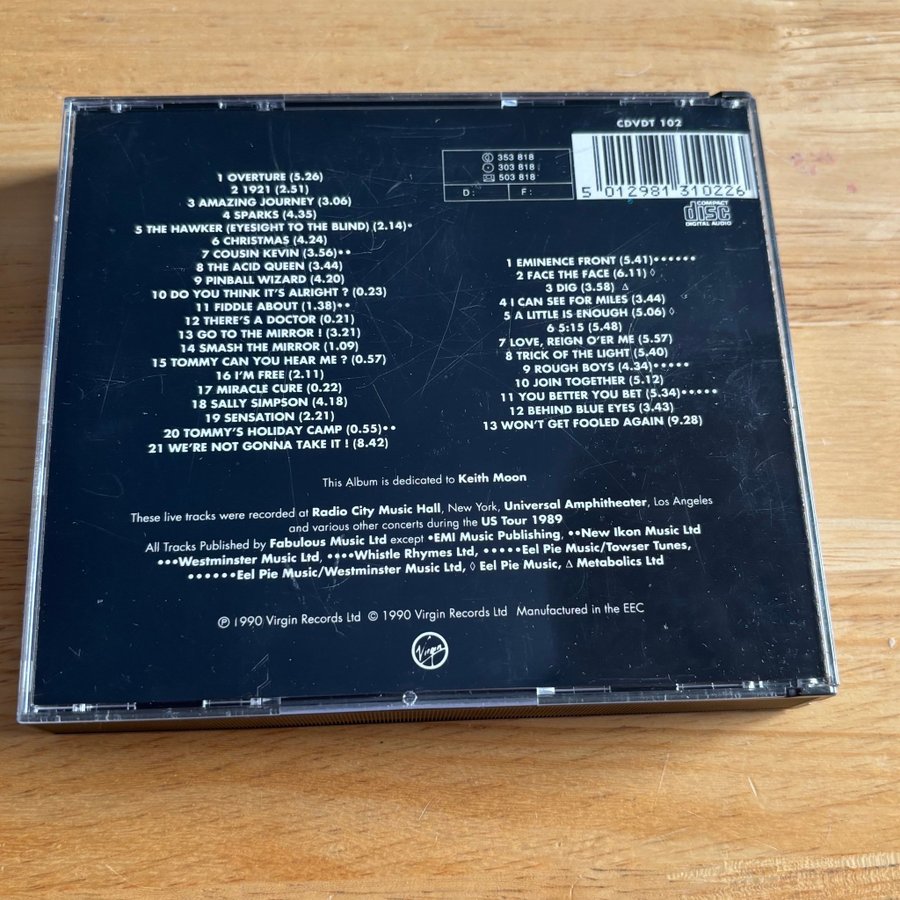 CDVDT 102
353 818
303 818
503 818
D: F:
5 012981 310226
COMPACT
disc
DIGITAL AUDIO
1 OVERTURE (5.26)
2 1921 (2.51)
3 AMAZING JOURNEY (3.06)
4 SPARKS (4.35)
5 THE HAWKER (EYESIGHT TO THE BLIND) (2.14)•
6 CHRISTMAS (4.24)
7 COUSIN KEVIN (3.56)••
8 THE ACID QUEEN (3.44)
9 PINBALL WIZARD (4.20)
10 DO YOU THINK IT'S ALRIGHT ? (0.23)
11 FIDDLE ABOUT (1.38)••
12 THERE'S A DOCTOR (0.21)
13 GO TO THE MIRROR ! (3.21)
14 SMASH THE MIRROR (1.09)
15 TOMMY CAN YOU HEAR ME ? (0.57)
16 I'M FREE (2.11)
17 MIRACLE CURE (0.22)
18 SALLY SIMPSON (4.18)
19 SENSATION (2.21)
20 TOMMY'S HOLIDAY CAMP (0.55)••
21 WE'RE NOT GONNA TAKE IT ! (8.42)
1 EMINENCE FRONT (5.41)••••••
2 FACE THE FACE (6.11) ◊
3 DIG (3.58) Δ
4 I CAN SEE FOR MILES (3.44)
5 A LITTLE IS ENOUGH (5.06) ◊
6 5:15 (5.48)
7 LOVE, REIGN O'ER ME (5.57)
8 TRICK OF THE LIGHT (5.40)
9 ROUGH BOYS (4.34)•••••
10 JOIN TOGETHER (5.12)
11 YOU BETTER YOU BET (5.34)•••••
12 BEHIND BLUE EYES (3.43)
13 WON'T GET FOOLED AGAIN (9.28)
This Album is dedicated to Keith Moon
These live tracks were recorded at Radio City Music Hall, New York, Universal Amphitheater, Los Angeles
and various other concerts during the US Tour 1989
All Tracks Published by Fabulous Music Ltd except •EMI Music Publishing, ••New Ikon Music Ltd
•••Westminster Music Ltd, ••••Whistle Rhymes Ltd, •••••Eel Pie Music/Towser Tunes,
••••••Eel Pie Music/Westminster Music Ltd, ◊ Eel Pie Music, Δ Metabolics Ltd
℗ 1990 Virgin Records Ltd © 1990 Virgin Records Ltd Manufactured in the EEC
Virgin